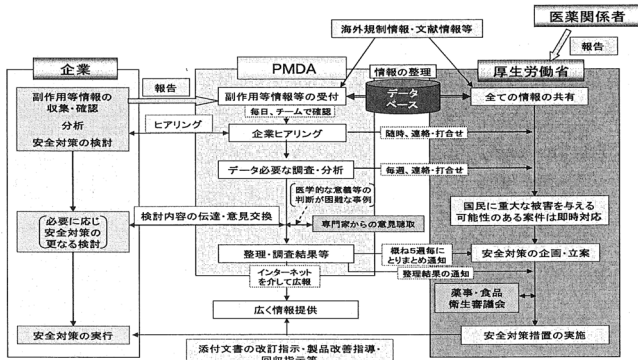 医薬関係者
海外規制情報・文献情報等
報告
企業
PMDA
情報の整理
厚生労働省
報告
副作用等情報の
収集・確認
分析
安全対策の検討
副作用等情報等の受付
毎日、チームで確認
データ
ベース
全ての情報の共有
ヒアリング
企業ヒアリング
随時、連絡・打合せ
データ必要な調査・分析
毎週、連絡・打合せ
医学的な意義等の
判断が困難な事例
国民に重大な被害を与える
可能性のある案件は即時対応
必要に応じ
安全対策の
更なる検討
検討内容の伝達・意見交換
専門家からの意見聴取
整理・調査結果等
概ね5週毎に
とりまとめ通知
安全対策の企画・立案
インターネット
を介して広報
整理結果の通知
薬事・食品
衛生審議会
広く情報提供
安全対策の実行
安全対策措置の実施
添付文書の改訂指示・製品改善指導・
回収指示等